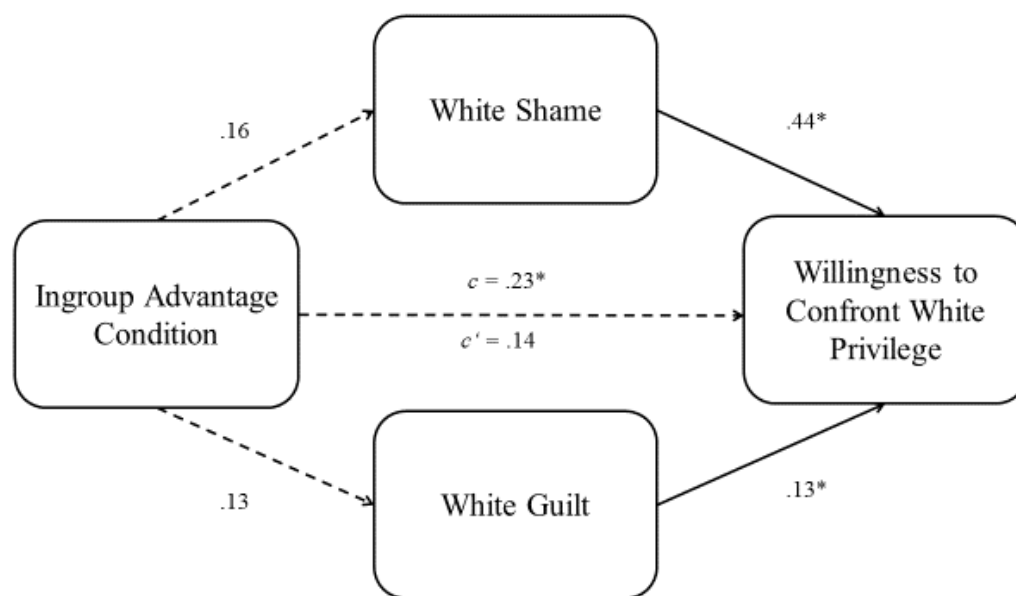 White Shame
.16
.44*
Ingroup Advantage
Condition
c = .23*
c‘ = .14
Willingness to
Confront White
Privilege
.13
White Guilt
.13*